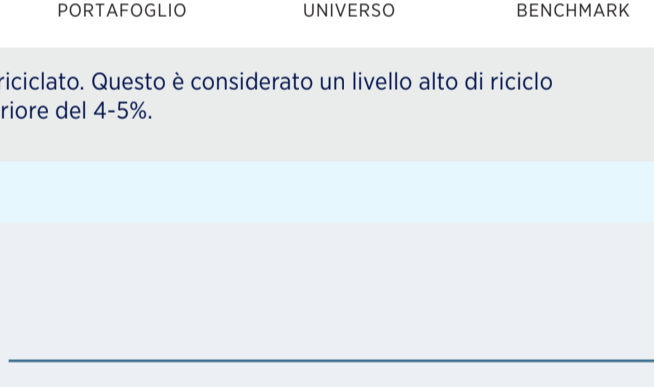 PORTAFOGLIO UNIVERSO BENCHMARK
riciclato. Questo è considerato un livello alto di riciclo
riore del 4-5%.